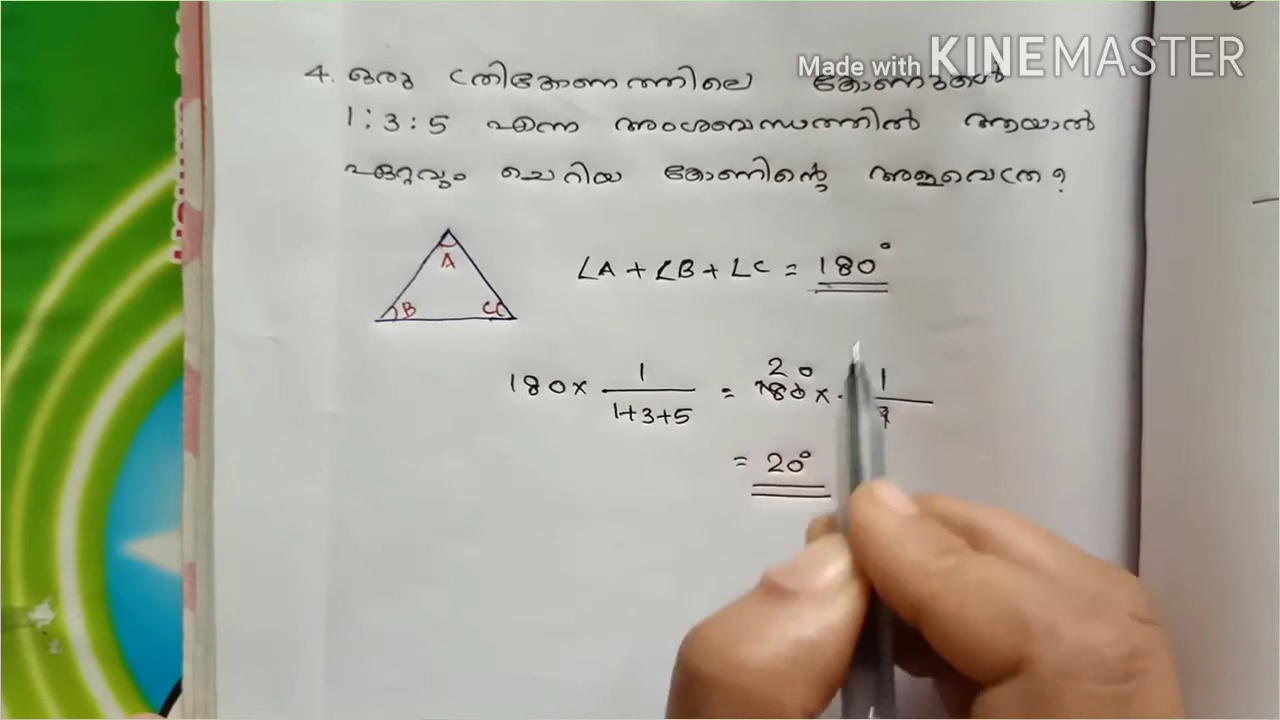 Made with KINEMASTER
4. ഒരു ത്രികോണത്തിലെ കോണുകൾ
1:3:5 എന്ന അംശബന്ധത്തിൽ ആയാൽ
ഏറ്റവും ചെറിയ കോണിന്റെ അളവെത്ര?
A
B C
∠A + ∠B + ∠C = 180°
180 × 1/(1+3+5) = 180 × 1/9
20
= 20°